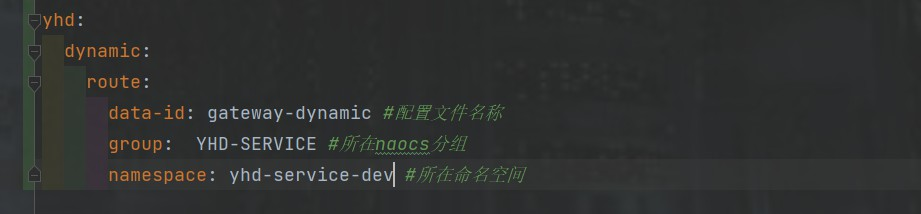 yhd:
dynamic:
route:
data-id: gateway-dynamic #配置文件名称
group:  YHD-SERVICE #所在naocs分组
namespace: yhd-service-dev #所在命名空间